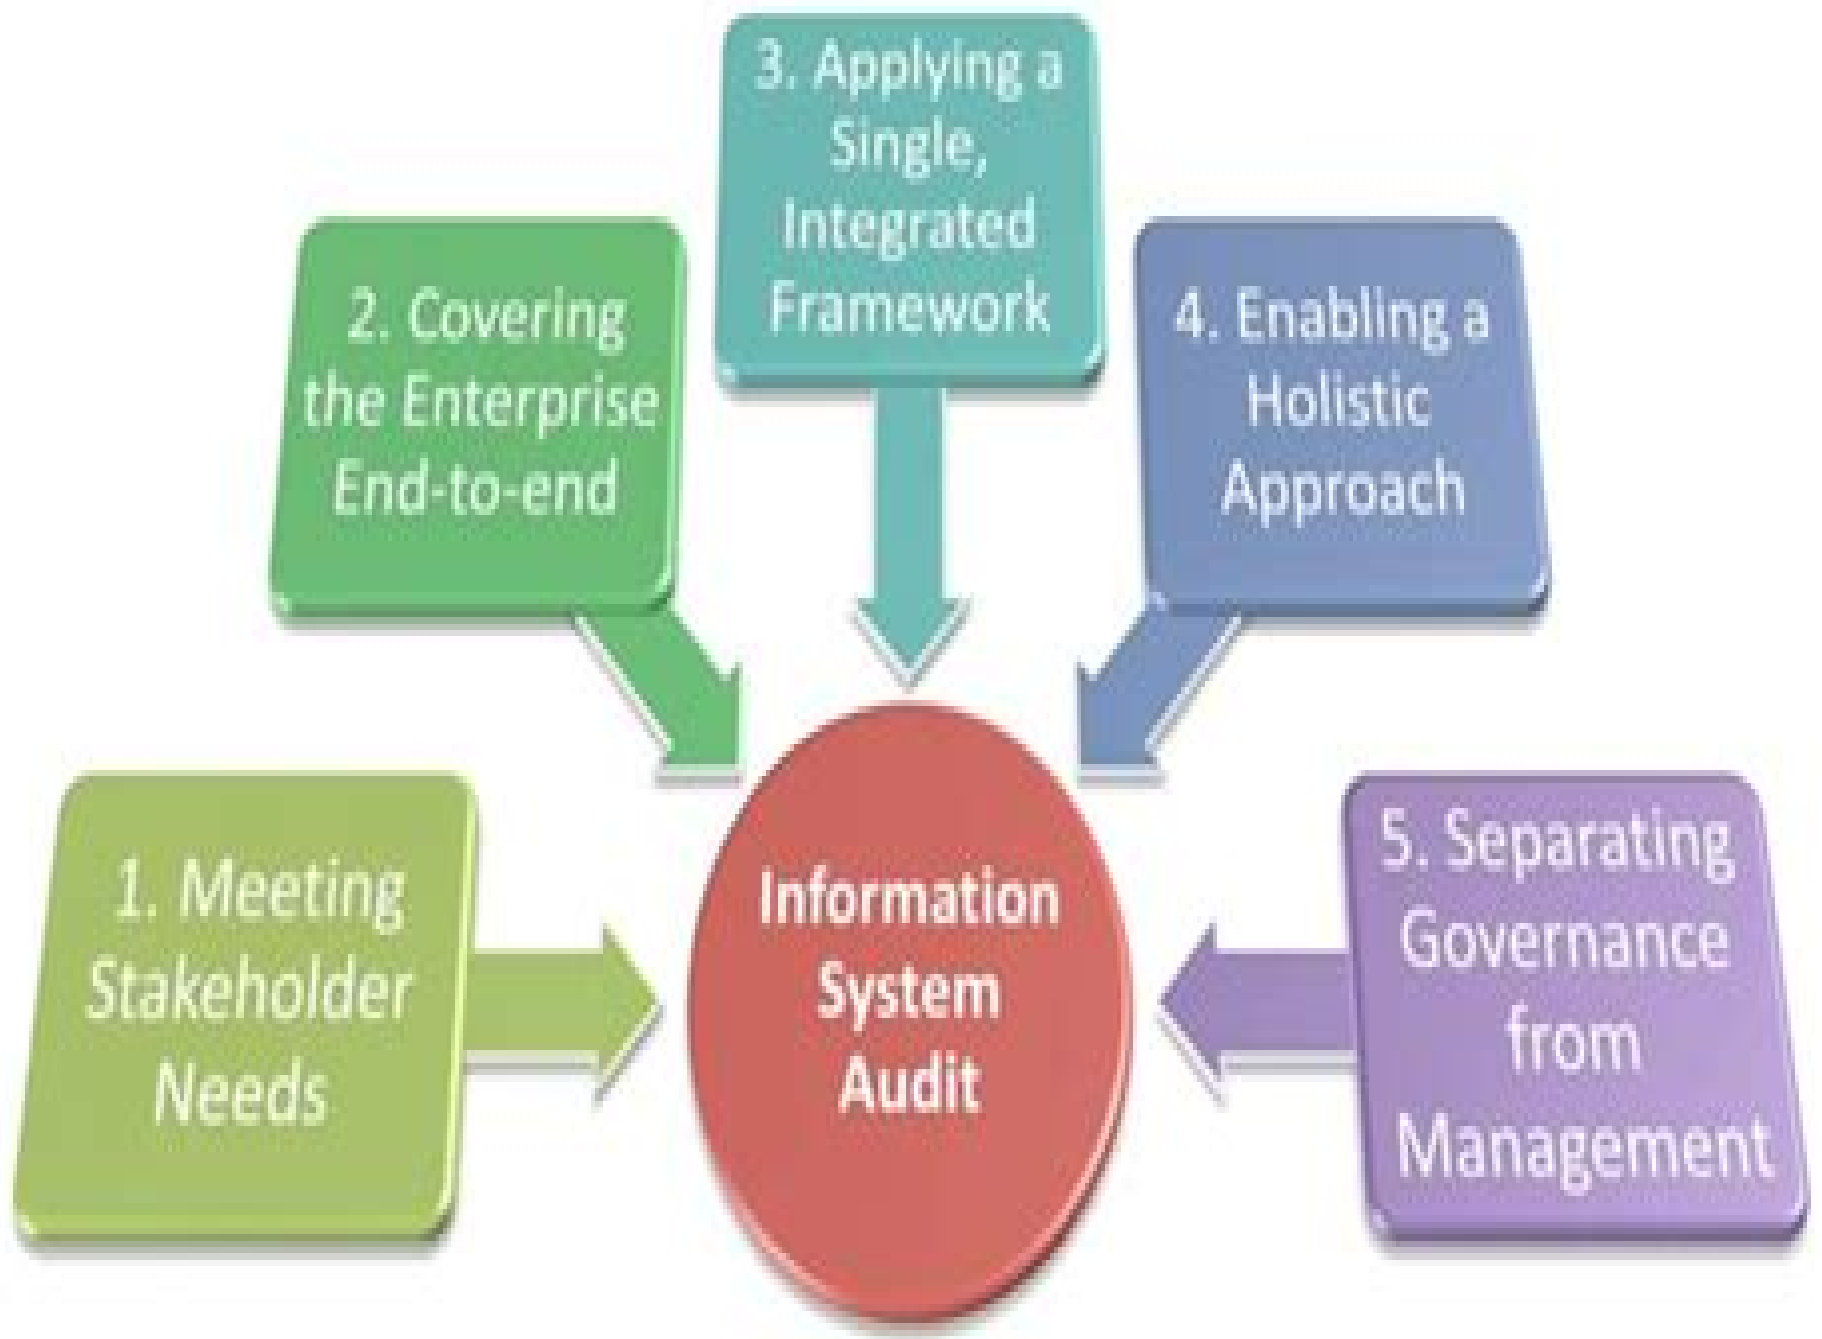 1. Meeting
Stakeholder
Needs
2. Covering
the Enterprise
End-to-end
3. Applying a
Single,
Integrated
Framework
4. Enabling a
Holistic
Approach
5. Separating
Governance
from
Management
Information
System
Audit